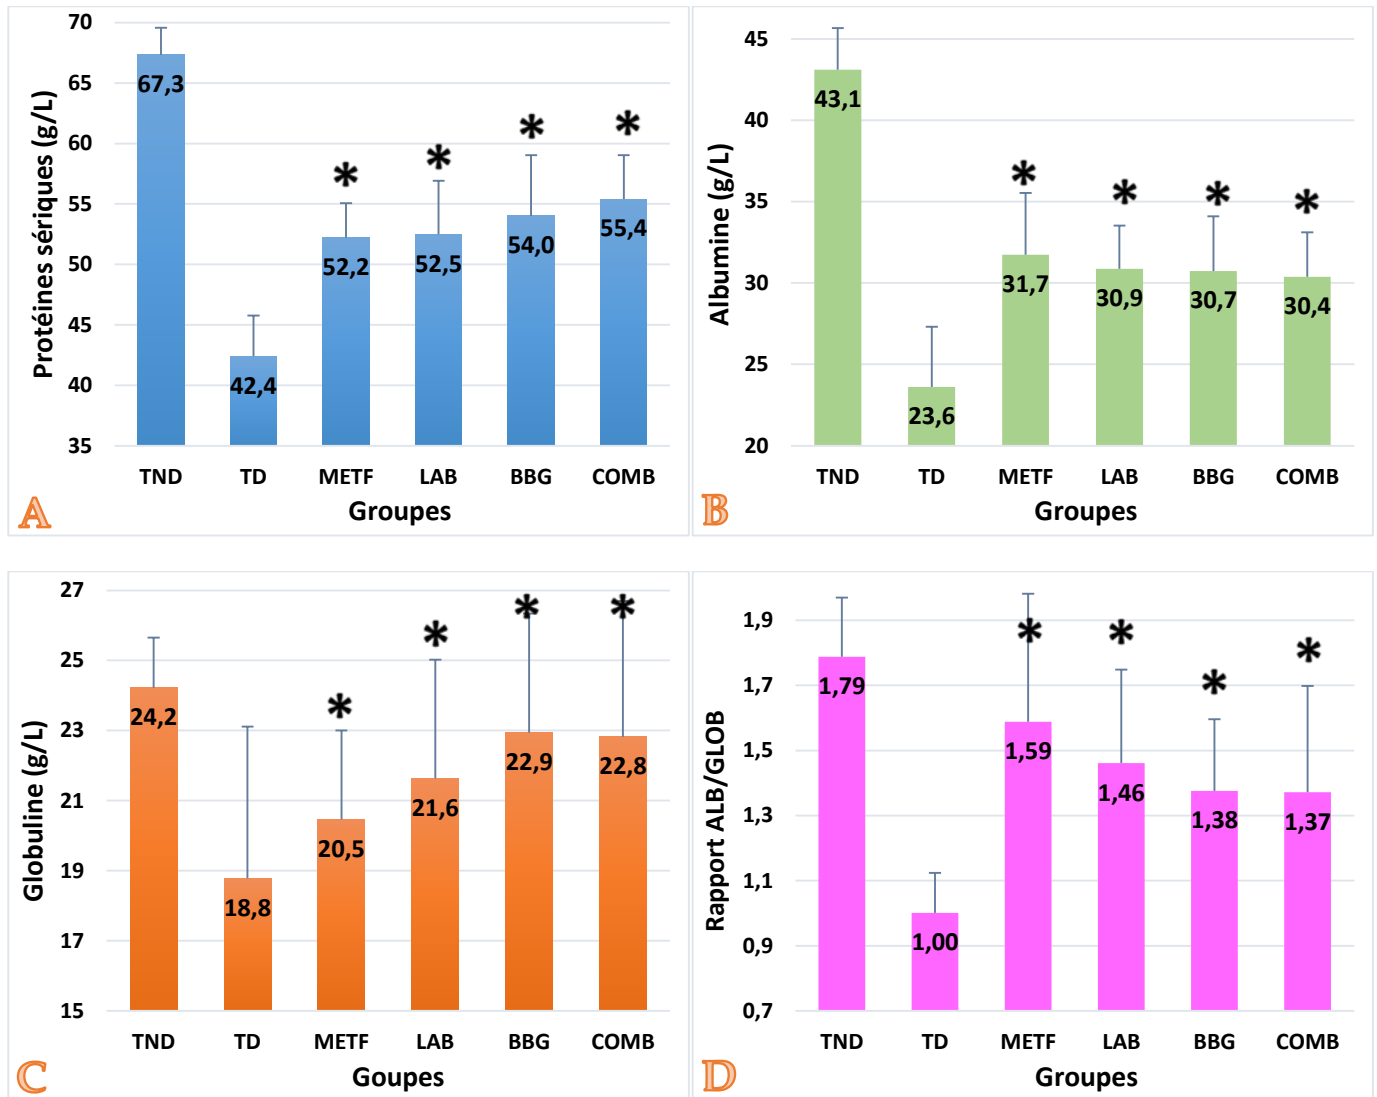 Protéines sériques (g/L)
70
65
60
55
50
45
40
35
67,3
42,4
52,2
52,5
54,0
55,4
* * * *
TND TD METF LAB BBG COMB
Groupes
A
Albumine (g/L)
45
40
35
30
25
20
43,1
23,6
31,7
30,9
30,7
30,4
* * * *
TND TD METF LAB BBG COMB
Groupes
B
Globuline (g/L)
27
25
23
21
19
17
15
24,2
18,8
20,5
21,6
22,9
22,8
* * * *
TND TD METF LAB BBG COMB
Goupes
C
Rapport ALB/GLOB
1,9
1,7
1,5
1,3
1,1
0,9
0,7
1,79
1,00
1,59
1,46
1,38
1,37
* * * *
TND TD METF LAB BBG COMB
Groupes
D